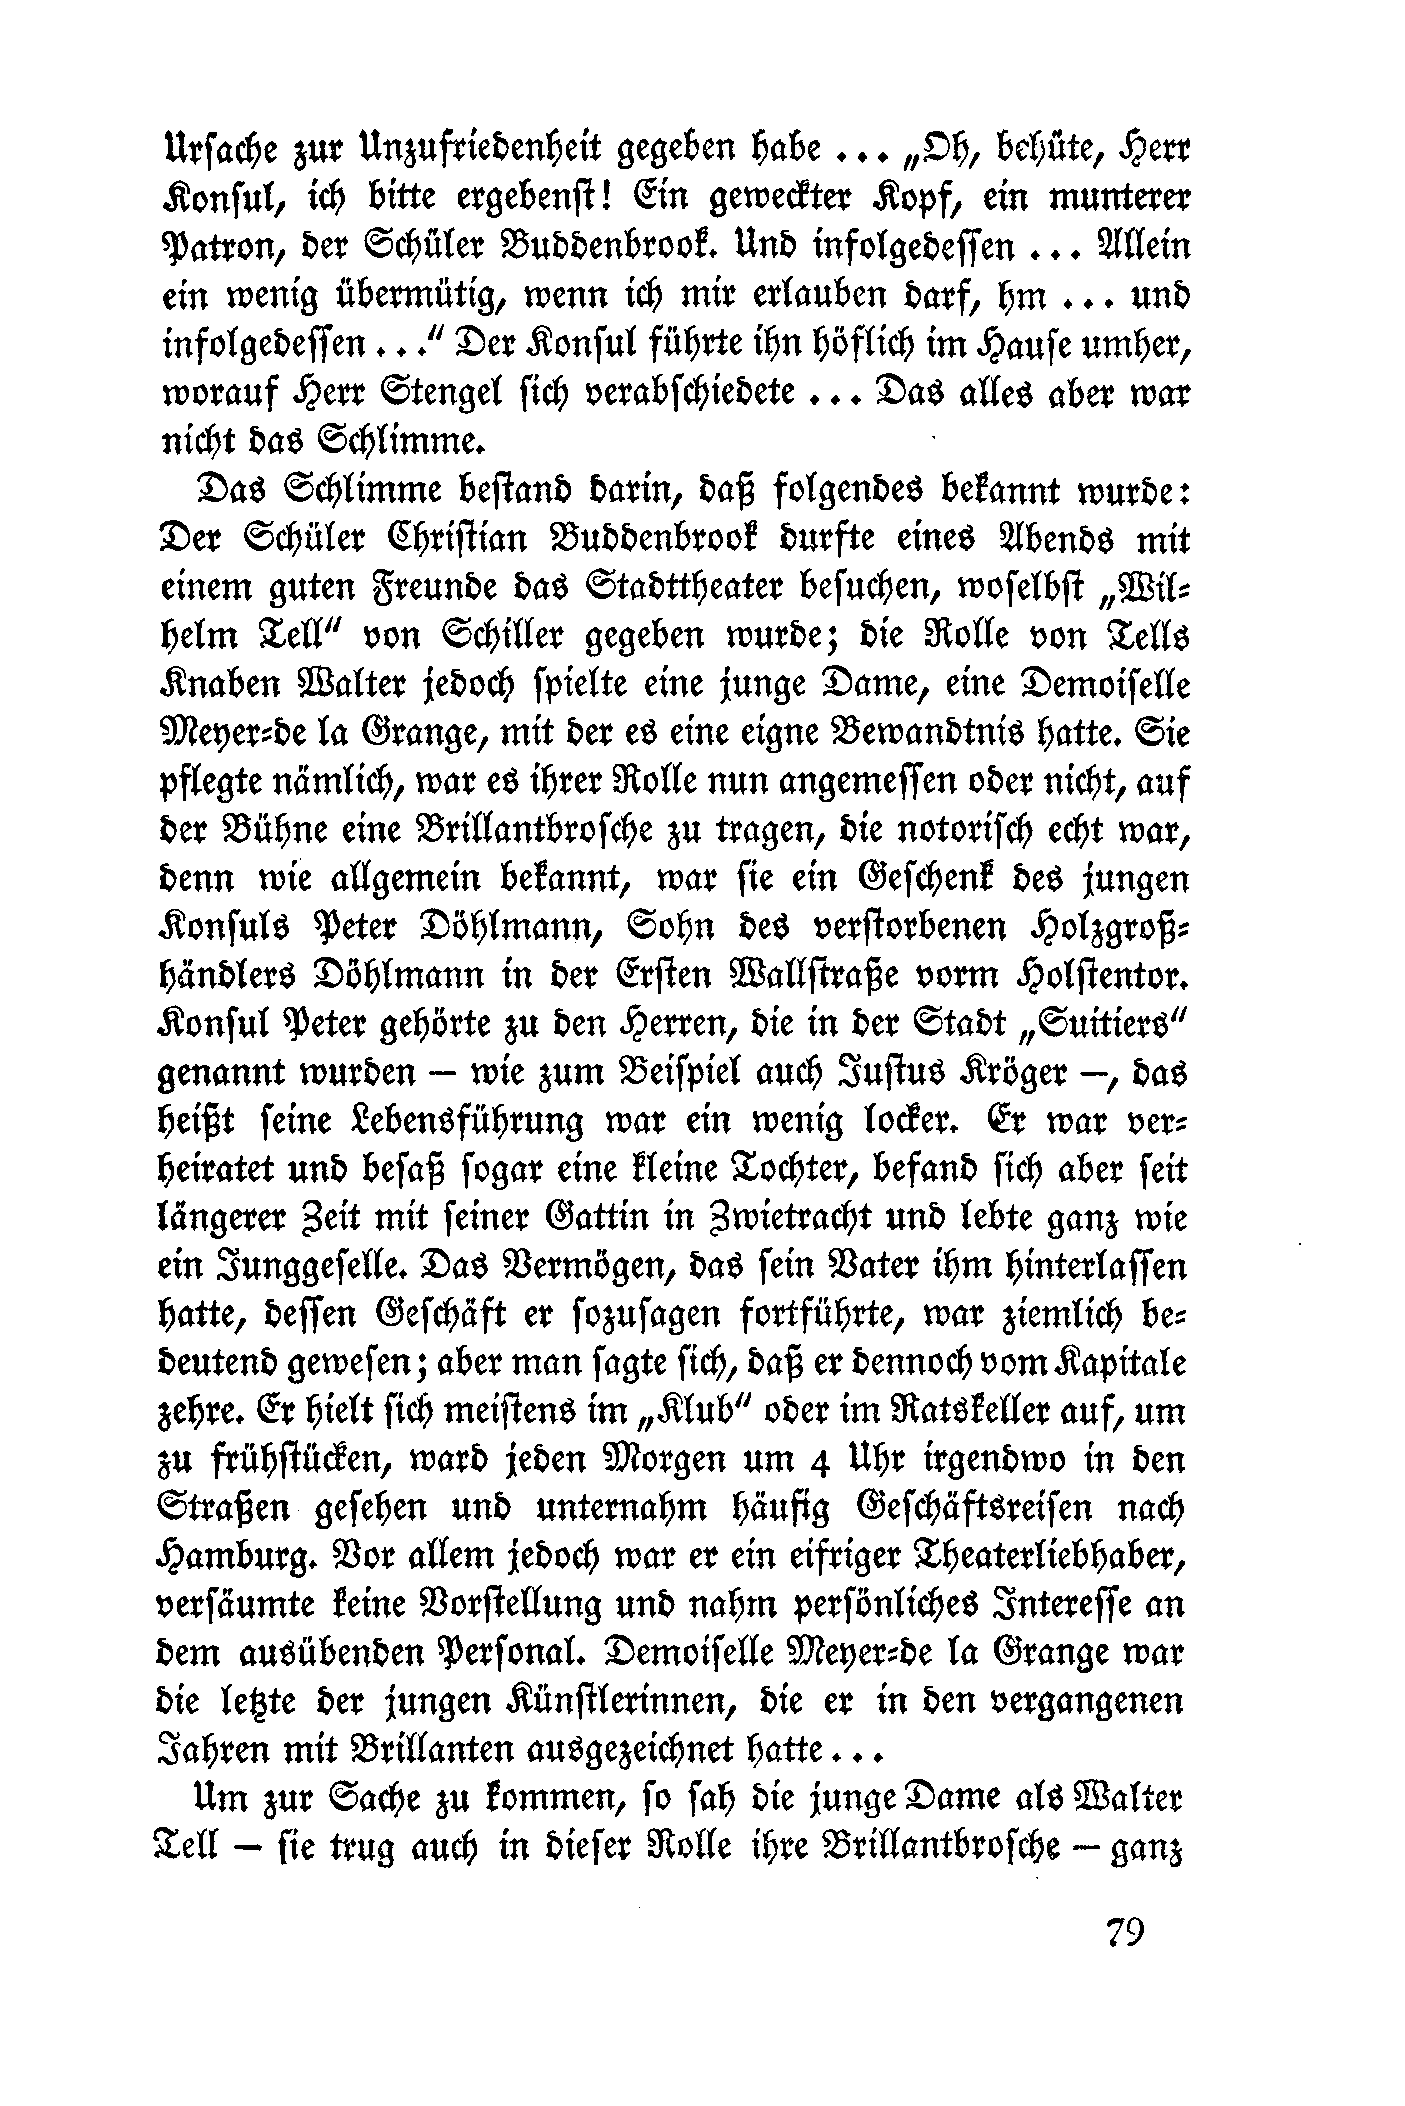 Ursache zur Unzufriedenheit gegeben habe ... „Oh, behüte, Herr
Konsul, ich bitte ergebenst! Ein geweckter Kopf, ein munterer
Patron, der Schüler Buddenbrook. Und infolgedessen ... Allein
ein wenig übermütig, wenn ich mir erlauben darf, hm ... und
infolgedessen ...“ Der Konsul führte ihn höflich im Hause umher,
worauf Herr Stengel sich verabschiedete ... Das alles aber war
nicht das Schlimme.
Das Schlimme bestand darin, daß folgendes bekannt wurde:
Der Schüler Christian Buddenbrook durfte eines Abends mit
einem guten Freunde das Stadttheater besuchen, woselbst „Wil-
helm Tell“ von Schiller gegeben wurde; die Rolle von Tells
Knaben Walter jedoch spielte eine junge Dame, eine Demoiselle
Meyer-de la Grange, mit der es eine eigne Bewandtnis hatte. Sie
pflegte nämlich, war es ihrer Rolle nun angemessen oder nicht, auf
der Bühne eine Brillantbrosche zu tragen, die notorisch echt war,
denn wie allgemein bekannt, war sie ein Geschenk des jungen
Konsuls Peter Döhlmann, Sohn des verstorbenen Holzgroß-
händlers Döhlmann in der Ersten Wallstraße vorm Holstentor.
Konsul Peter gehörte zu den Herren, die in der Stadt „Suitiers“
genannt wurden – wie zum Beispiel auch Justus Kröger –, das
heißt seine Lebensführung war ein wenig locker. Er war ver-
heiratet und besaß sogar eine kleine Tochter, befand sich aber seit
längerer Zeit mit seiner Gattin in Zwietracht und lebte ganz wie
ein Junggeselle. Das Vermögen, das sein Vater ihm hinterlassen
hatte, dessen Geschäft er sozusagen fortführte, war ziemlich be-
deutend gewesen; aber man sagte sich, daß er dennoch vom Kapitale
zehre. Er hielt sich meistens im „Klub“ oder im Ratskeller auf, um
zu frühstücken, ward jeden Morgen um 4 Uhr irgendwo in den
Straßen gesehen und unternahm häufig Geschäftsreisen nach
Hamburg. Vor allem jedoch war er ein eifriger Theaterliebhaber,
versäumte keine Vorstellung und nahm persönliches Interesse an
dem ausübenden Personal. Demoiselle Meyer-de la Grange war
die letzte der jungen Künstlerinnen, die er in den vergangenen
Jahren mit Brillanten ausgezeichnet hatte ...
Um zur Sache zu kommen, so sah die junge Dame als Walter
Tell – sie trug auch in dieser Rolle ihre Brillantbrosche – ganz
79